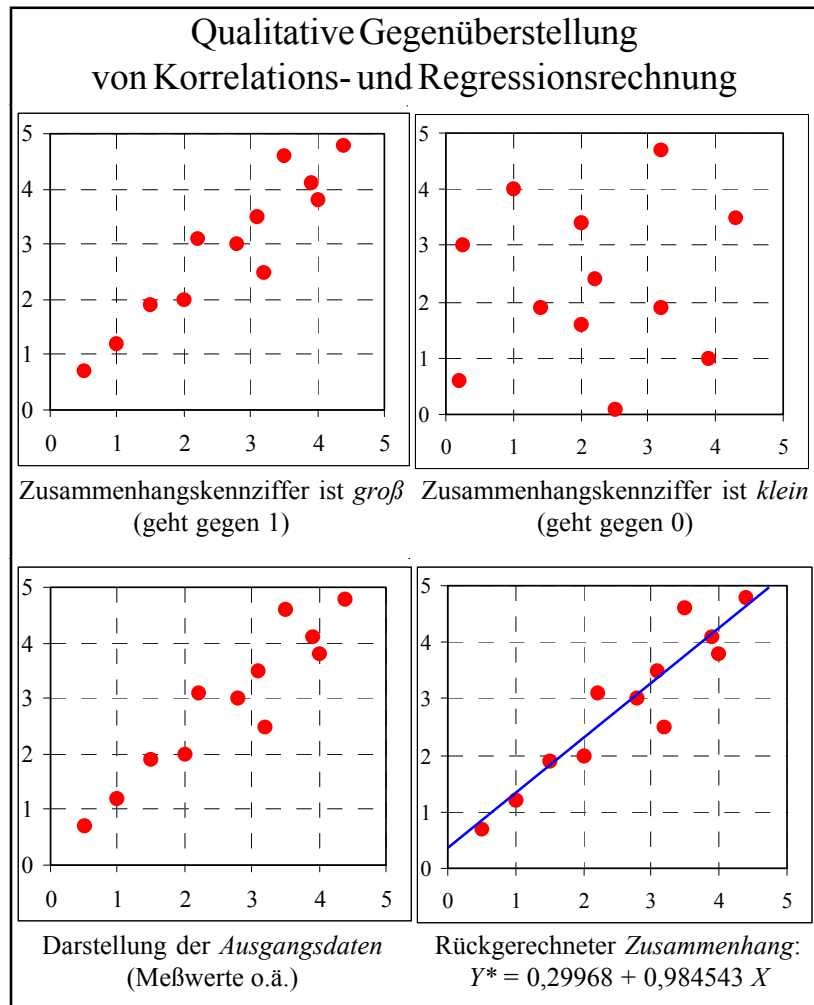 Qualitative Gegenüberstellung
von Korrelations- und Regressionsrechnung
5
4
3
2
1
0
0 1 2 3 4 5
5
4
3
2
1
0
0 1 2 3 4 5
Zusammenhangskennziffer ist groß
(geht gegen 1)
Zusammenhangskennziffer ist klein
(geht gegen 0)
5
4
3
2
1
0
0 1 2 3 4 5
5
4
3
2
1
0
0 1 2 3 4 5
Darstellung der Ausgangsdaten
(Meßwerte o.ä.)
Rückgerechneter Zusammenhang:
Y* = 0,29968 + 0,984543 X